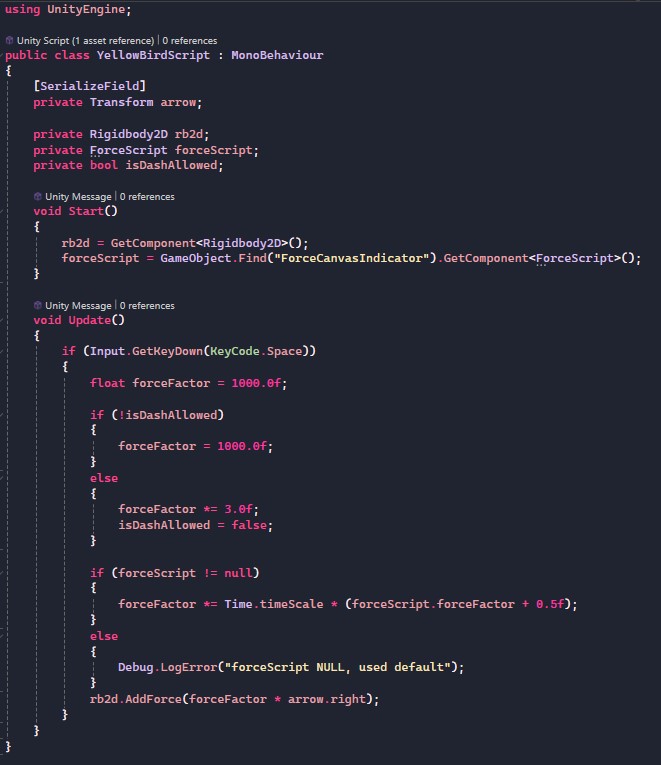 using UnityEngine;
Unity Script (1 asset reference) | 0 references
public class YellowBirdScript : MonoBehaviour
{
    [SerializeField]
    private Transform arrow;

    private Rigidbody2D rb2d;
    private ForceScript forceScript;
    private bool isDashAllowed;

    Unity Message | 0 references
    void Start()
    {
        rb2d = GetComponent<Rigidbody2D>();
        forceScript = GameObject.Find("ForceCanvasIndicator").GetComponent<ForceScript>();
    }

    Unity Message | 0 references
    void Update()
    {
        if (Input.GetKeyDown(KeyCode.Space))
        {
            float forceFactor = 1000.0f;

            if (!isDashAllowed)
            {
                forceFactor = 1000.0f;
            }
            else
            {
                forceFactor *= 3.0f;
                isDashAllowed = false;
            }

            if (forceScript != null)
            {
                forceFactor *= Time.timeScale * (forceScript.forceFactor + 0.5f);
            }
            else
            {
                Debug.LogError("forceScript NULL, used default");
            }
            rb2d.AddForce(forceFactor * arrow.right);
        }
    }
}